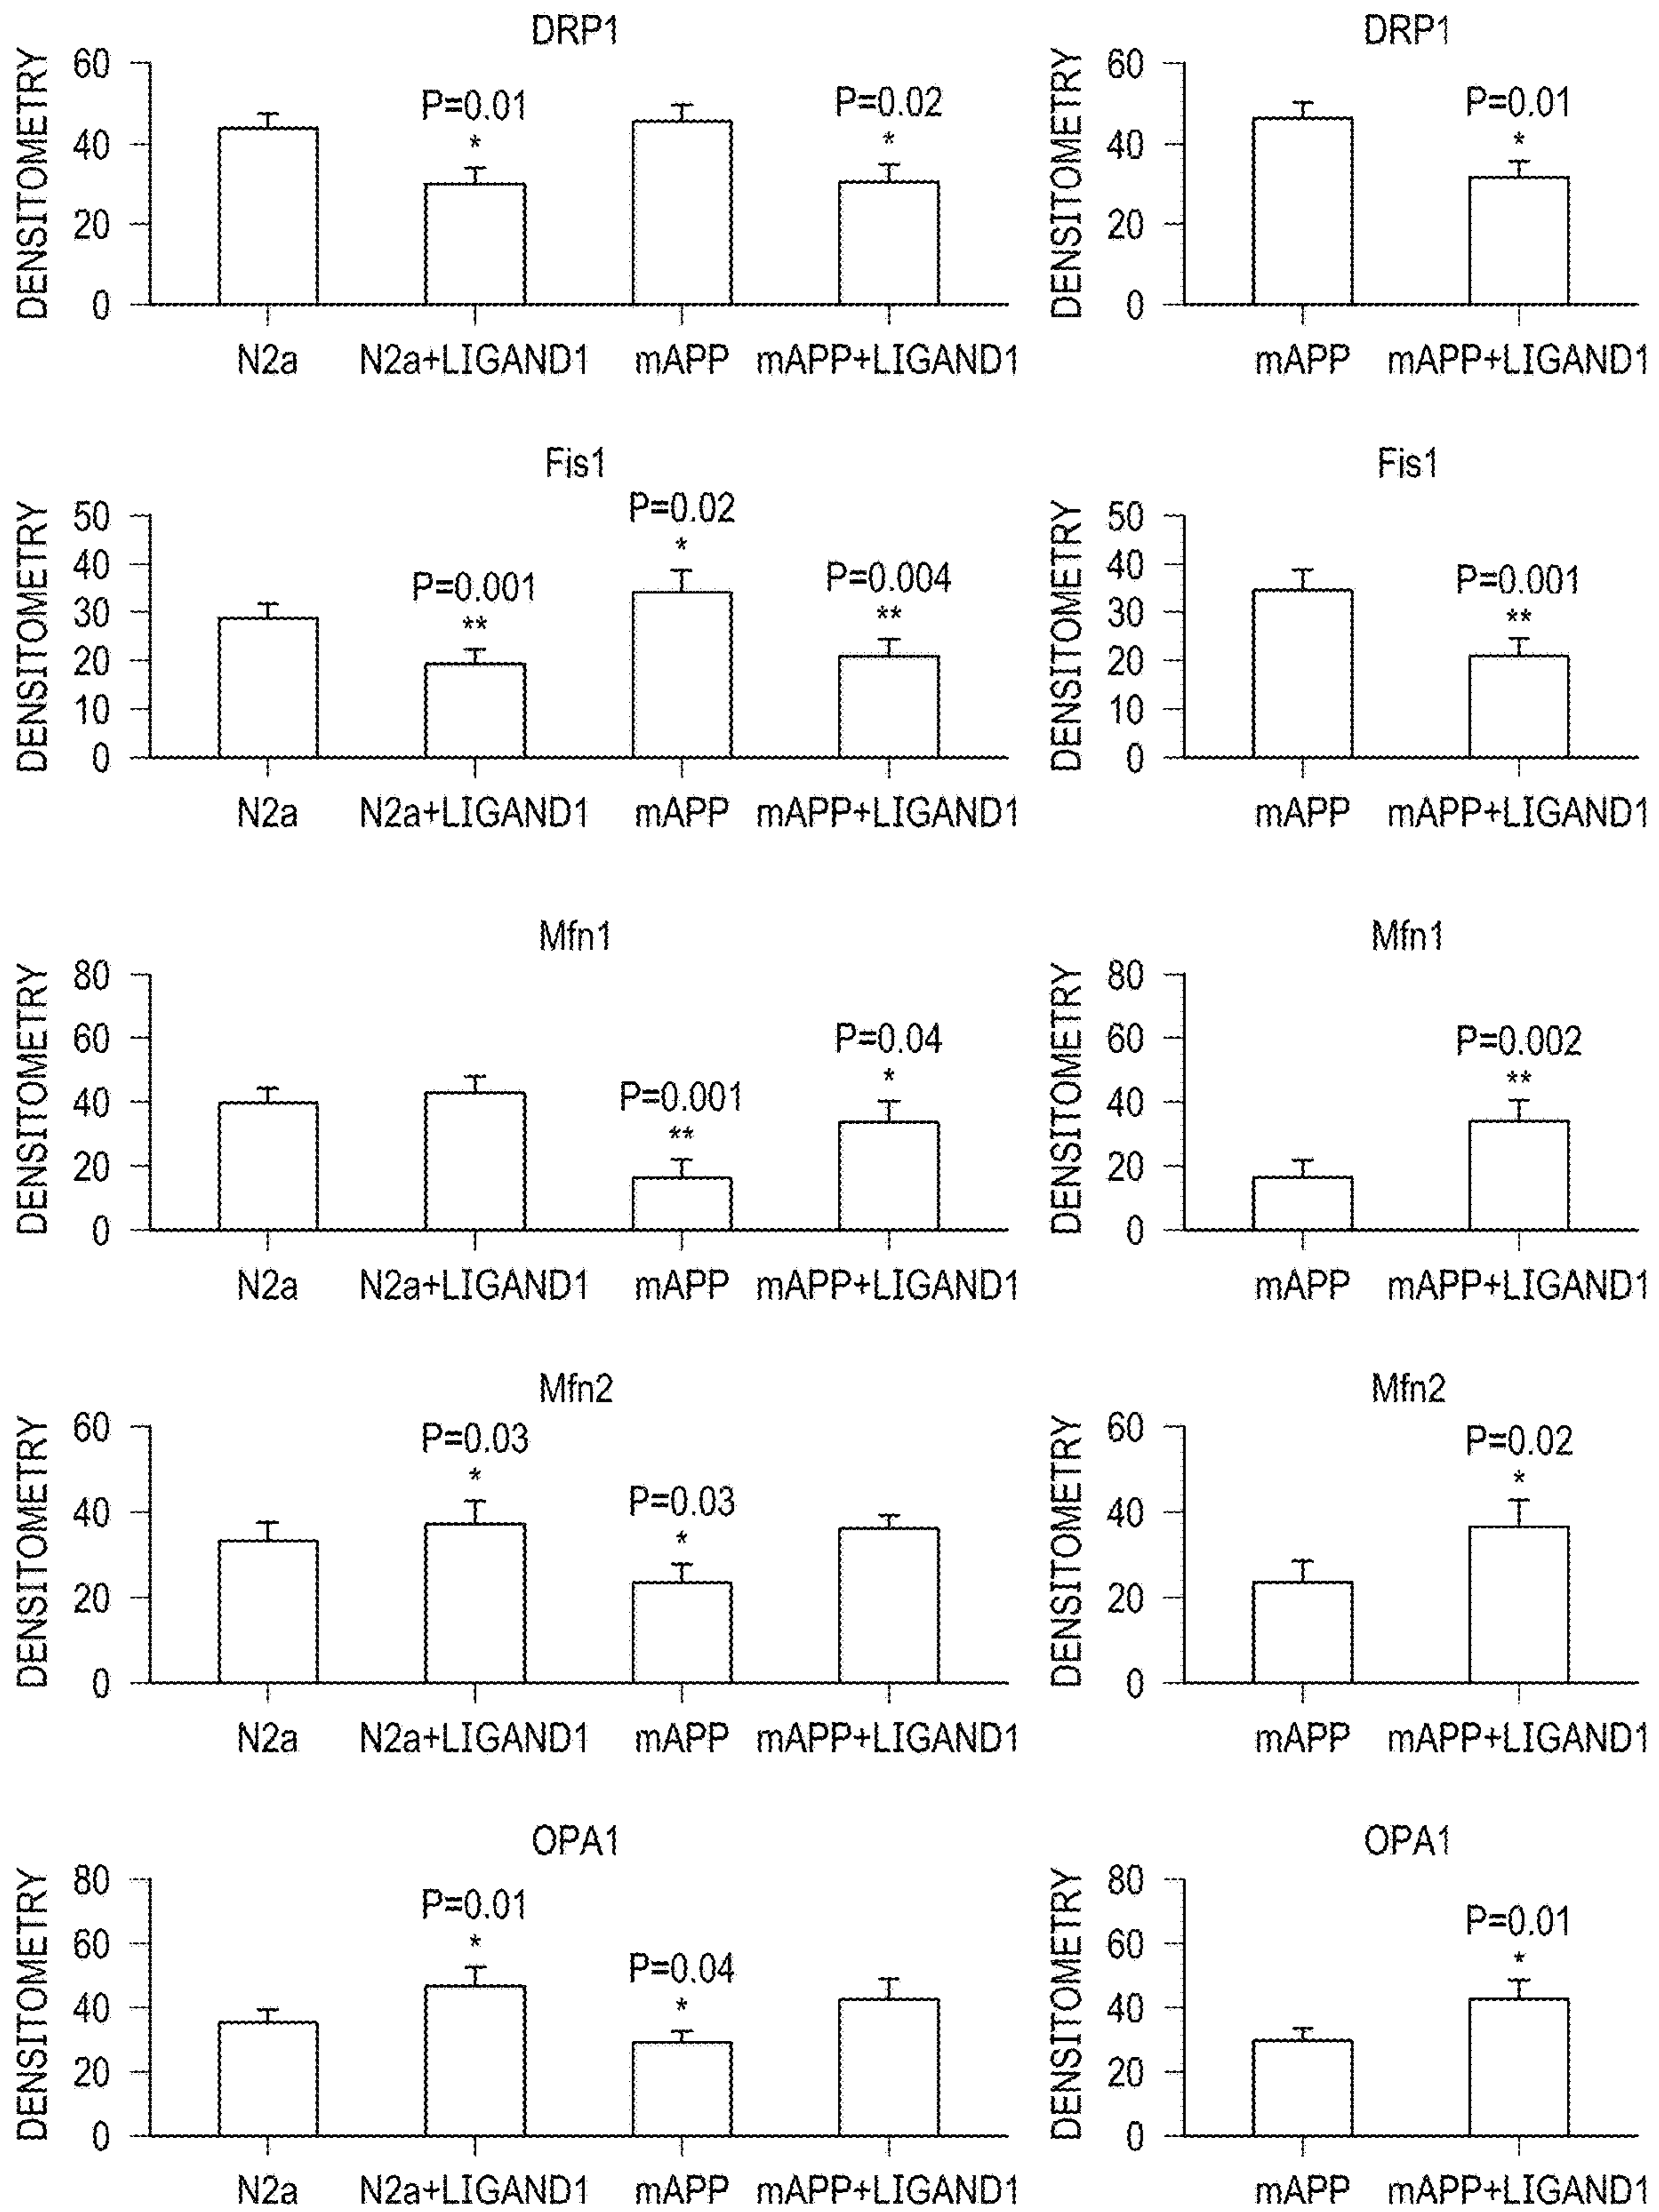 DRP1
DENSITOMETRY
60
40
20
0
P=0.01
*
P=0.02
*
N2a N2a+LIGAND1 mAPP mAPP+LIGAND1
DRP1
DENSITOMETRY
60
40
20
0
P=0.01
*
mAPP mAPP+LIGAND1
Fis1
DENSITOMETRY
50
40
30
20
10
0
P=0.001
**
P=0.02
*
P=0.004
**
N2a N2a+LIGAND1 mAPP mAPP+LIGAND1
Fis1
DENSITOMETRY
50
40
30
20
10
0
P=0.001
**
mAPP mAPP+LIGAND1
Mfn1
DENSITOMETRY
80
60
40
20
0
P=0.001
**
P=0.04
*
N2a N2a+LIGAND1 mAPP mAPP+LIGAND1
Mfn1
DENSITOMETRY
80
60
40
20
0
P=0.002
**
mAPP mAPP+LIGAND1
Mfn2
DENSITOMETRY
60
40
20
0
P=0.03
*
P=0.03
*
N2a N2a+LIGAND1 mAPP mAPP+LIGAND1
Mfn2
DENSITOMETRY
60
40
20
0
P=0.02
*
mAPP mAPP+LIGAND1
OPA1
DENSITOMETRY
80
60
40
20
0
P=0.01
*
P=0.04
*
N2a N2a+LIGAND1 mAPP mAPP+LIGAND1
OPA1
DENSITOMETRY
80
60
40
20
0
P=0.01
*
mAPP mAPP+LIGAND1